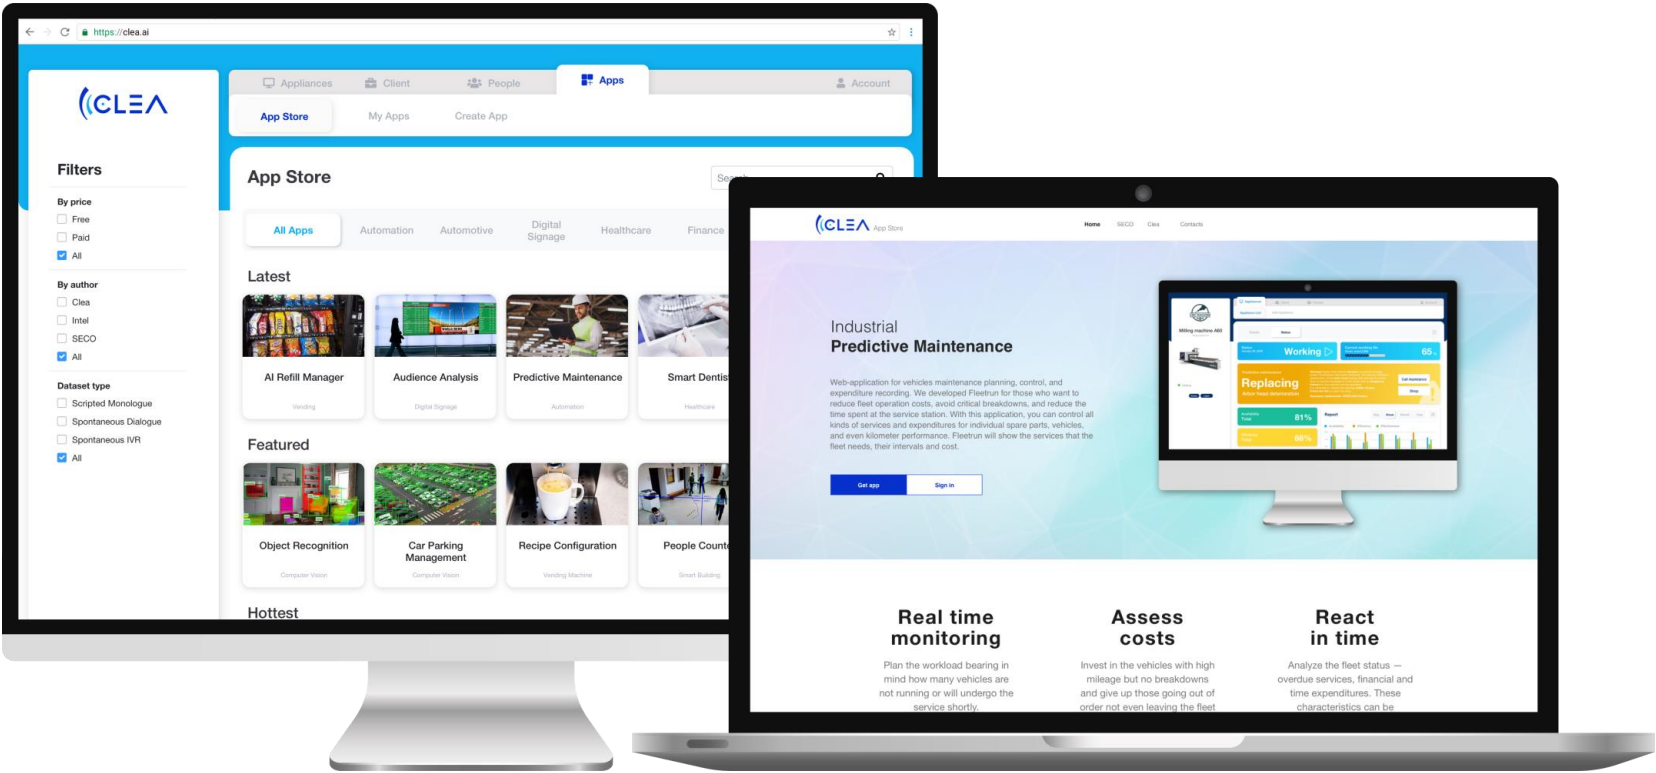 https://clea.ai
CLEA
Appliances
Client
People
Apps
Account
App Store
My Apps
Create App
Filters
By price
Free
Paid
All
By author
Clea
Intel
SECO
All
Dataset type
Scripted Monologue
Spontaneous Dialogue
Spontaneous IVR
All
App Store
All Apps
Automation
Automotive
Digital
Signage
Healthcare
Finance
Latest
AI Refill Manager
Vending
Audience Analysis
Digital Signage
Predictive Maintenance
Automation
Smart Dentis
Healthcare
Featured
Object Recognition
Computer Vision
Car Parking
Management
Computer Vision
Recipe Configuration
Vending Machine
People Counte
Smart Building
Hottest
CLEA App Store
Home
SECO
Clea
Contacts
Industrial
Predictive Maintenance
Web-application for vehicles maintenance planning, control, and
expenditure recording. We developed Fleetrun for those who want to
reduce fleet operation costs, avoid critical breakdowns, and reduce the
time spent at the service station. With this application, you can control all
kinds of services and expenditures for individual spare parts, vehicles,
and even kilometer performance. Fleetrun will show the services that the
fleet needs, their intervals and cost.
Get app
Sign in
Milling machine A60
Working
65
Replacing
81%
98%
Report
Real time
monitoring
Plan the workload bearing in
mind how many vehicles are
not running or will undergo the
service shortly.
Assess
costs
Invest in the vehicles with high
mileage but no breakdowns
and give up those going out of
order not even leaving the fleet
React
in time
Analyze the fleet status —
overdue services, financial and
time expenditures. These
characteristics can be